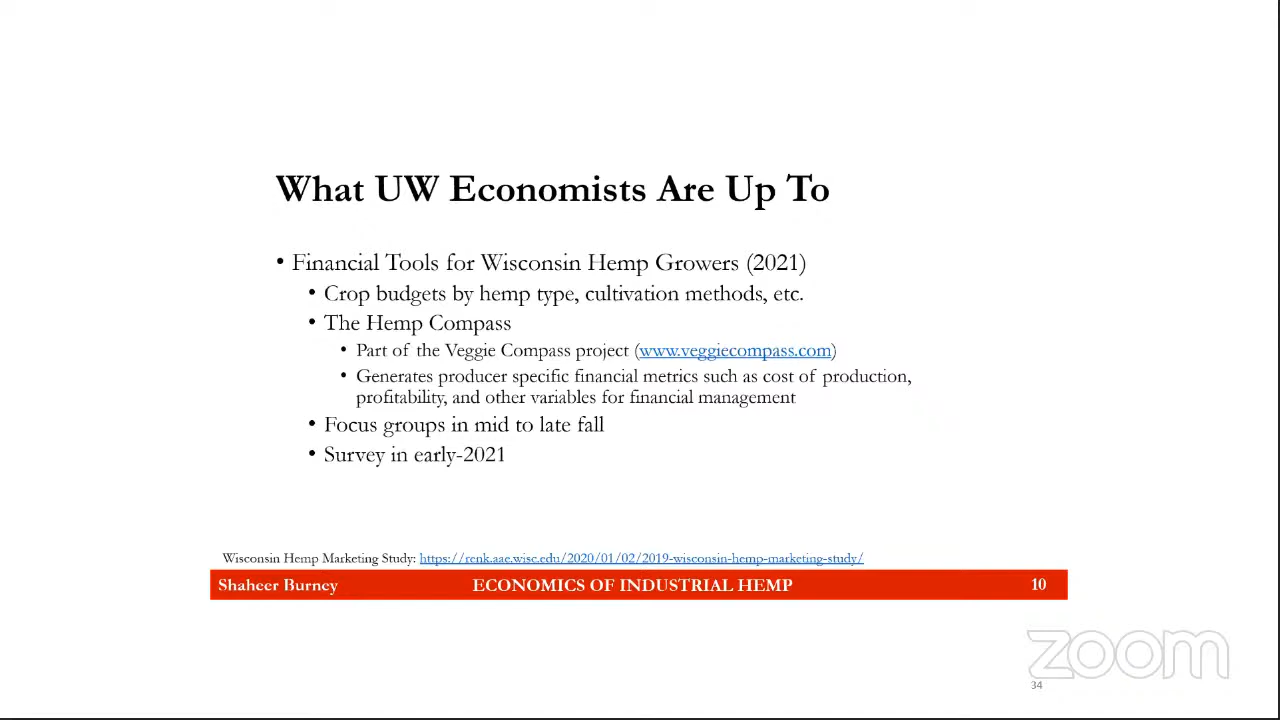 What UW Economists Are Up To
• Financial Tools for Wisconsin Hemp Growers (2021)
• Crop budgets by hemp type, cultivation methods, etc.
• The Hemp Compass
• Part of the Veggie Compass project (www.veggiecompass.com)
• Generates producer specific financial metrics such as cost of production,
profitability, and other variables for financial management
• Focus groups in mid to late fall
• Survey in early-2021
Wisconsin Hemp Marketing Study: https://renk.aae.wisc.edu/2020/01/02/2019-wisconsin-hemp-marketing-study/
Shaheer Burney ECONOMICS OF INDUSTRIAL HEMP 10
zoom
34